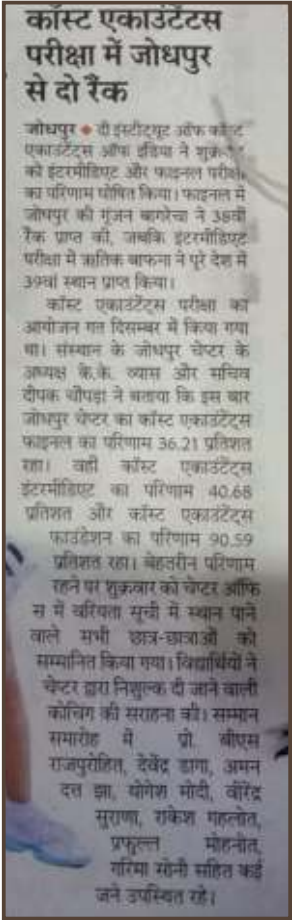 कॉस्ट एकाउंटेंटस
परीक्षा में जोधपुर
से दो रैंक
जोधपुर ◆ दी इंस्टीट्यूट ऑफ कॉस्ट
एकाउंटेंट्स ऑफ इंडिया ने शुक्रवार
को इंटरमीडिएट और फाइनल परीक्षा
का परिणाम घोषित किया। फाइनल में
जोधपुर की गुंजन बागरेचा ने 38वीं
रैंक प्राप्त की, जबकि इंटरमीडिएट
परीक्षा में ऋतिक बाफना ने पूरे देश में
39वां स्थान प्राप्त किया।
कॉस्ट एकाउंटेंट्स परीक्षा का
आयोजन गत दिसम्बर में किया गया
था। संस्थान के जोधपुर चेप्टर के
अध्यक्ष के.के. व्यास और सचिव
दीपक चौपड़ा ने बताया कि इस बार
जोधपुर चेप्टर का कॉस्ट एकाउंटेंट्स
फाइनल का परिणाम 36.21 प्रतिशत
रहा। वहीं कॉस्ट एकाउंटेंट्स
इंटरमीडिएट का परिणाम 40.68
प्रतिशत और कॉस्ट एकाउंटेंट्स
फाउंडेशन का परिणाम 90.59
प्रतिशत रहा। बेहतरीन परिणाम
रहने पर शुक्रवार को चेप्टर ऑफि
स में वरियता सूची में स्थान पाने
वाले सभी छात्र-छात्राओं को
सम्मानित किया गया। विद्यार्थियों ने
चेप्टर द्वारा निशुल्क दी जाने वाली
कोचिंग की सराहना की। सम्मान
समारोह में प्रो. बीएस
राजपुरोहित, देवेंद्र डागा, अमन
दत्त झा, योगेश मोदी, वीरेंद्र
सुराणा, राकेश गहलोत,
प्रफुल्ल मोहनोत,
गरिमा सोनी सहित कई
जने उपस्थित रहे।